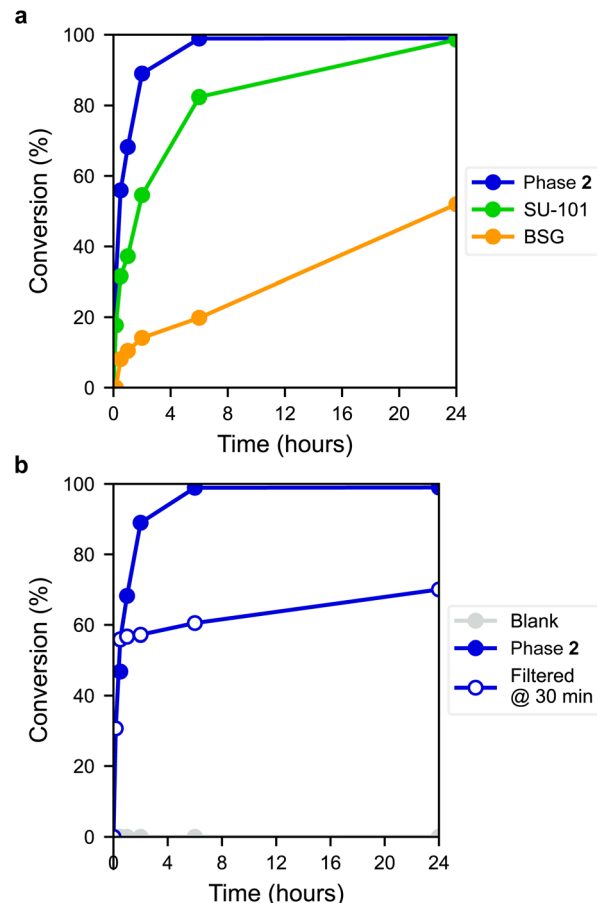 a
100
80
60
40
20
0
Conversion (%)
0 4 8 12 16 20 24
Time (hours)
Phase 2
SU-101
BSG
b
100
80
60
40
20
0
Conversion (%)
0 4 8 12 16 20 24
Time (hours)
Blank
Phase 2
Filtered
@ 30 min